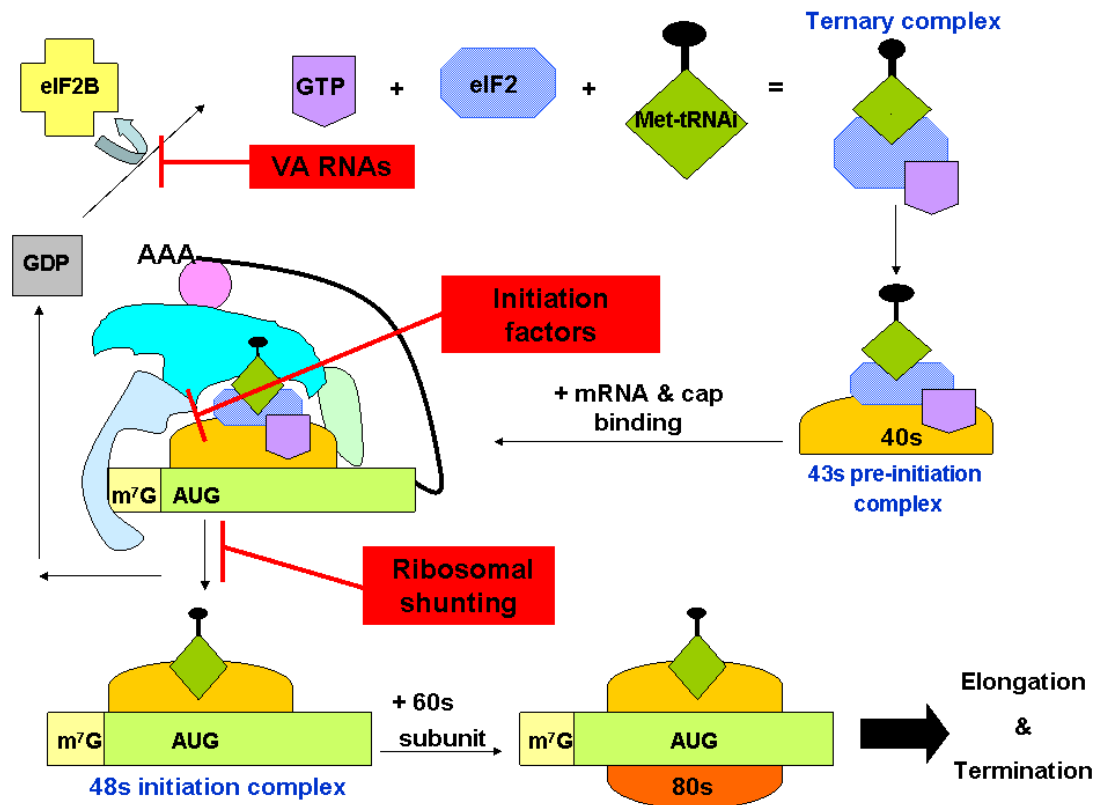 Ternary complex
eIF2B
GTP
+
eIF2
+
Met-tRNAi
=
VA RNAs
GDP
AAA
Initiation
factors
+ mRNA & cap
binding
40s
43s pre-initiation
complex
m⁷G
AUG
Ribosomal
shunting
m⁷G
AUG
48s initiation complex
+ 60s
subunit
m⁷G
AUG
80s
Elongation
&
Termination